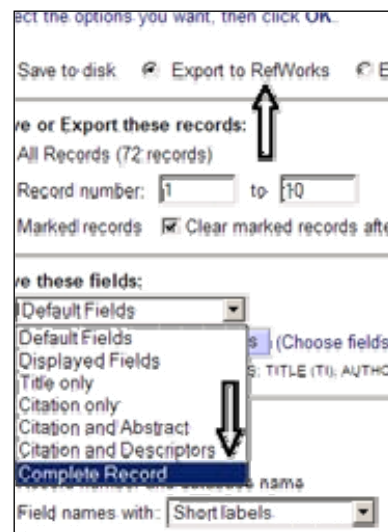 ect the options you want, then click OK.
Save to disk Export to RefWorks E
ve or Export these records:
All Records (72 records)
Record number: 1 to 10
Marked records Clear marked records afte
ve these fields:
Default Fields
Default Fields
s (Choose fields
Displayed Fields
S: TITLE (TI); AUTHO
Title only
Citation only
Citation and Abstract
Citation and Descriptors
Complete Record
name
Field names with: Short labels